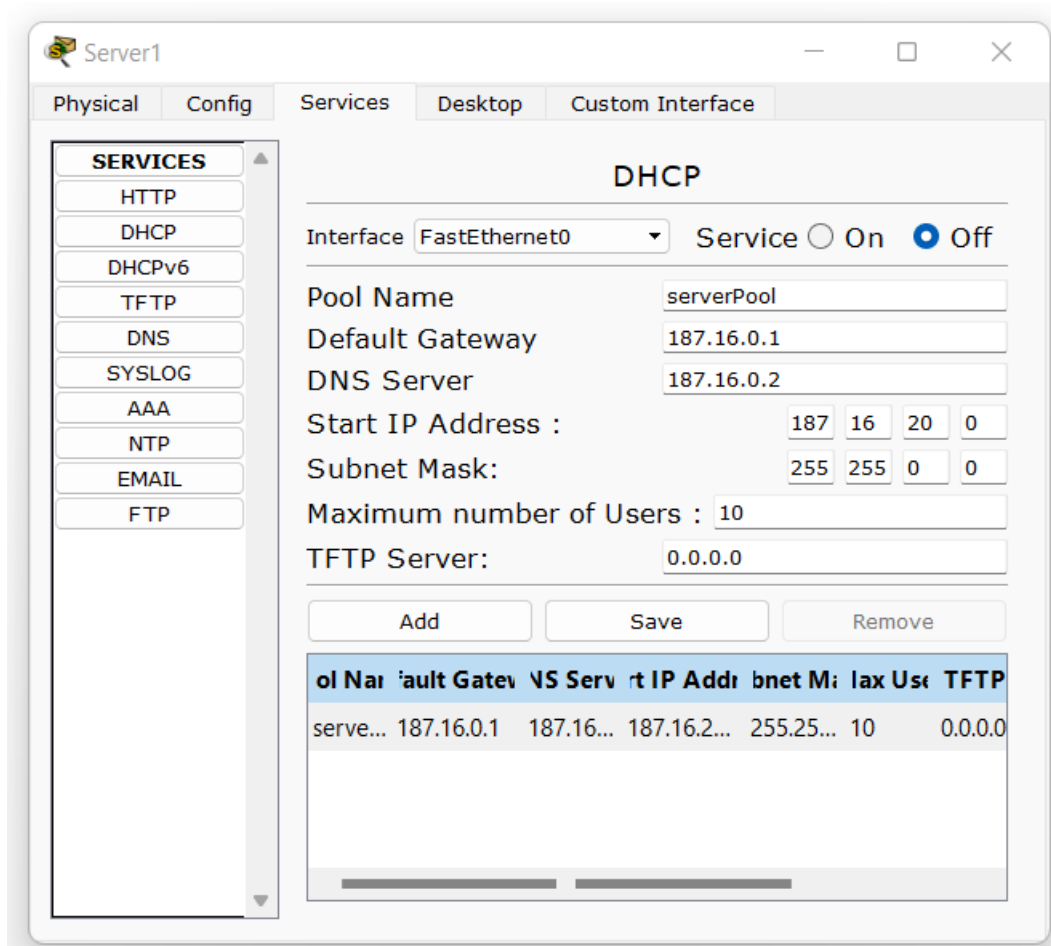 Server1
Physical Config Services Desktop Custom Interface
SERVICES
HTTP
DHCP
DHCPv6
TFTP
DNS
SYSLOG
AAA
NTP
EMAIL
FTP
DHCP
Interface FastEthernet0 Service On Off
Pool Name serverPool
Default Gateway 187.16.0.1
DNS Server 187.16.0.2
Start IP Address : 187 16 20 0
Subnet Mask: 255 255 0 0
Maximum number of Users : 10
TFTP Server: 0.0.0.0
Add Save Remove
ol Nar fault Gatev NS Serv rt IP Addr bnet Ma lax Use TFTP
serve... 187.16.0.1 187.16... 187.16.2... 255.25... 10 0.0.0.0